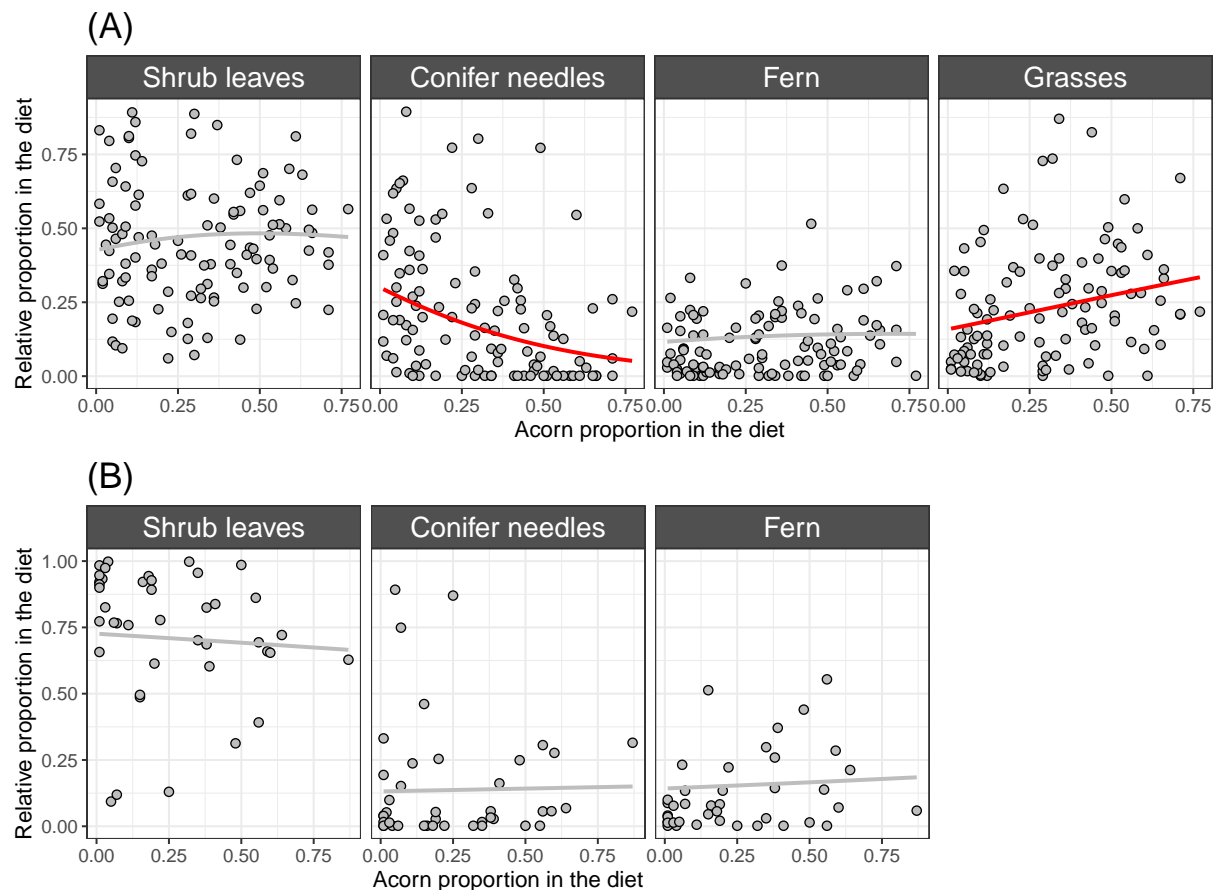 (A)
Shrub leaves Conifer needles Fern Grasses
Relative proportion in the diet
0.75
0.50
0.25
0.00
0.00 0.25 0.50 0.75 0.00 0.25 0.50 0.75 0.00 0.25 0.50 0.75 0.00 0.25 0.50 0.75
Acorn proportion in the diet
(B)
Shrub leaves Conifer needles Fern
Relative proportion in the diet
1.00
0.75
0.50
0.25
0.00
0.00 0.25 0.50 0.75 0.00 0.25 0.50 0.75 0.00 0.25 0.50 0.75
Acorn proportion in the diet